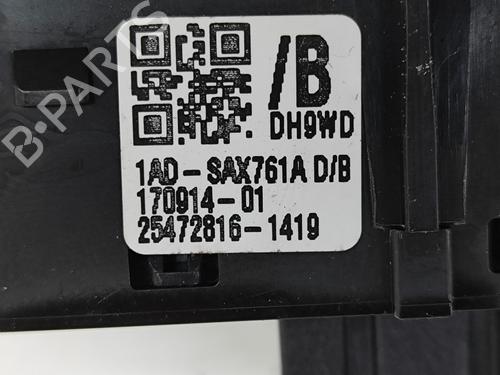 B-PARTS
/B
DH9WD
1AD-SAX761A D/B
170914-01
25472816-1419